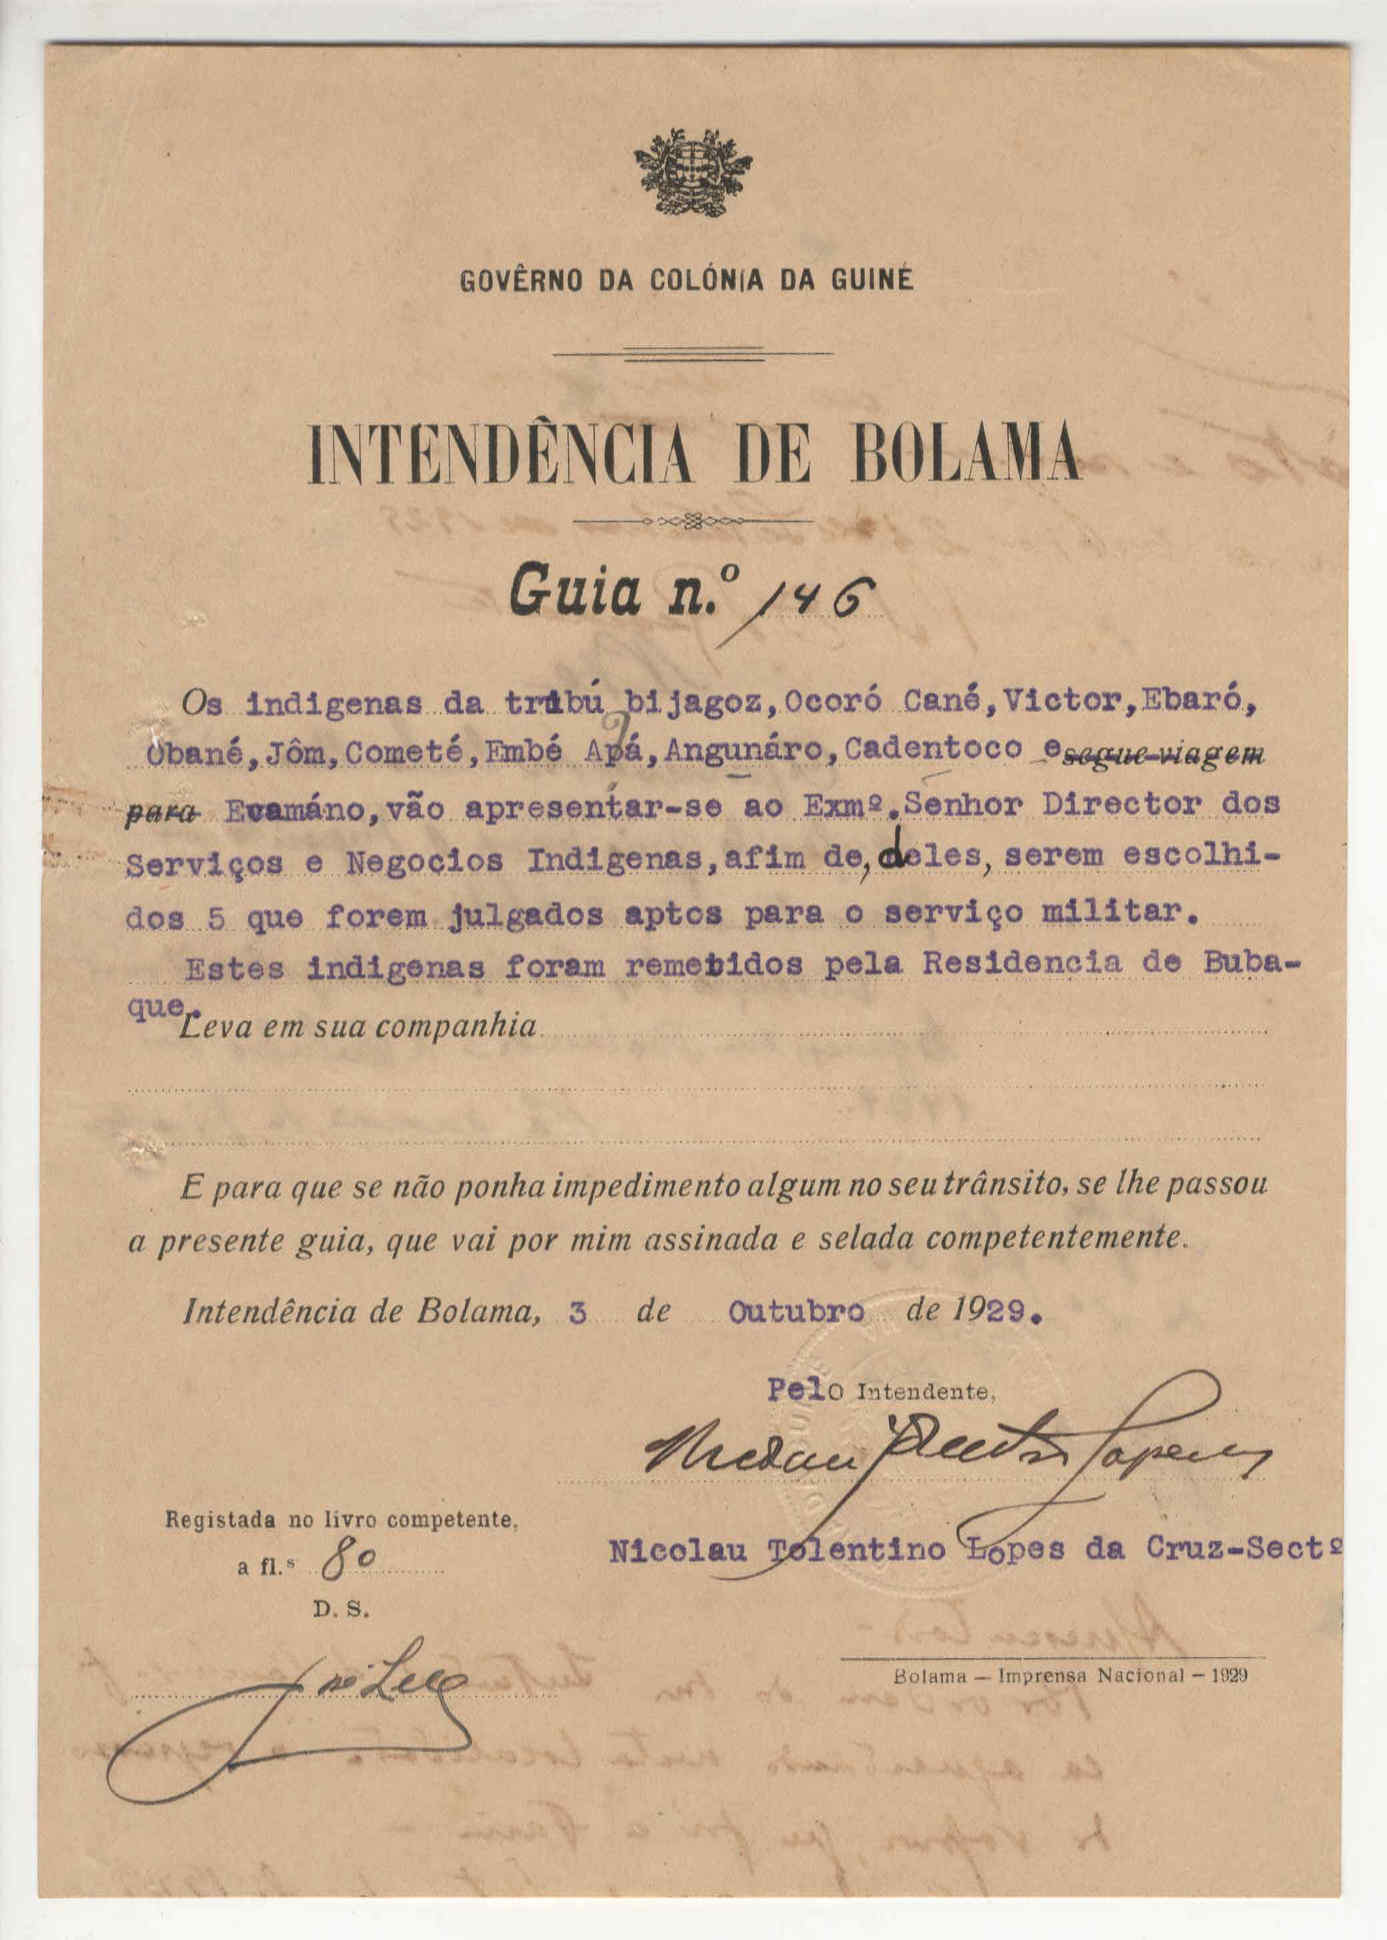 GOVÊRNO DA COLÓNIA DA GUINÉ
INTENDÊNCIA DE BOLAMA
Guia n.º 146
Os indigenas da tribú bijagoz, Ocoró Cané, Victor, Ebaró,
Obané, Jôm, Cometé, Embé Apá, Angunáro, Cadentoco e segue viagem
para Ecamáno, vão apresentar-se ao Exmº. Senhor Director dos
Serviços e Negocios Indigenas, afim de, deles, serem escolhi-
dos 5 que forem julgados aptos para o serviço militar.
Estes indigenas foram remetidos pela Residencia de Buba-
que.
Leva em sua companhia
E para que se não ponha impedimento algum no seu trânsito, se lhe passou
a presente guia, que vai por mim assinada e selada competentemente.
Intendência de Bolama, 3 de Outubro de 1929.
Pelo Intendente,
Nicolau Tolentino Lopes
Nicolau Tolentino Lopes da Cruz-Sectº
Registada no livro competente,
a fl.s 80
D. S.
Bolama — Imprensa Nacional — 1929